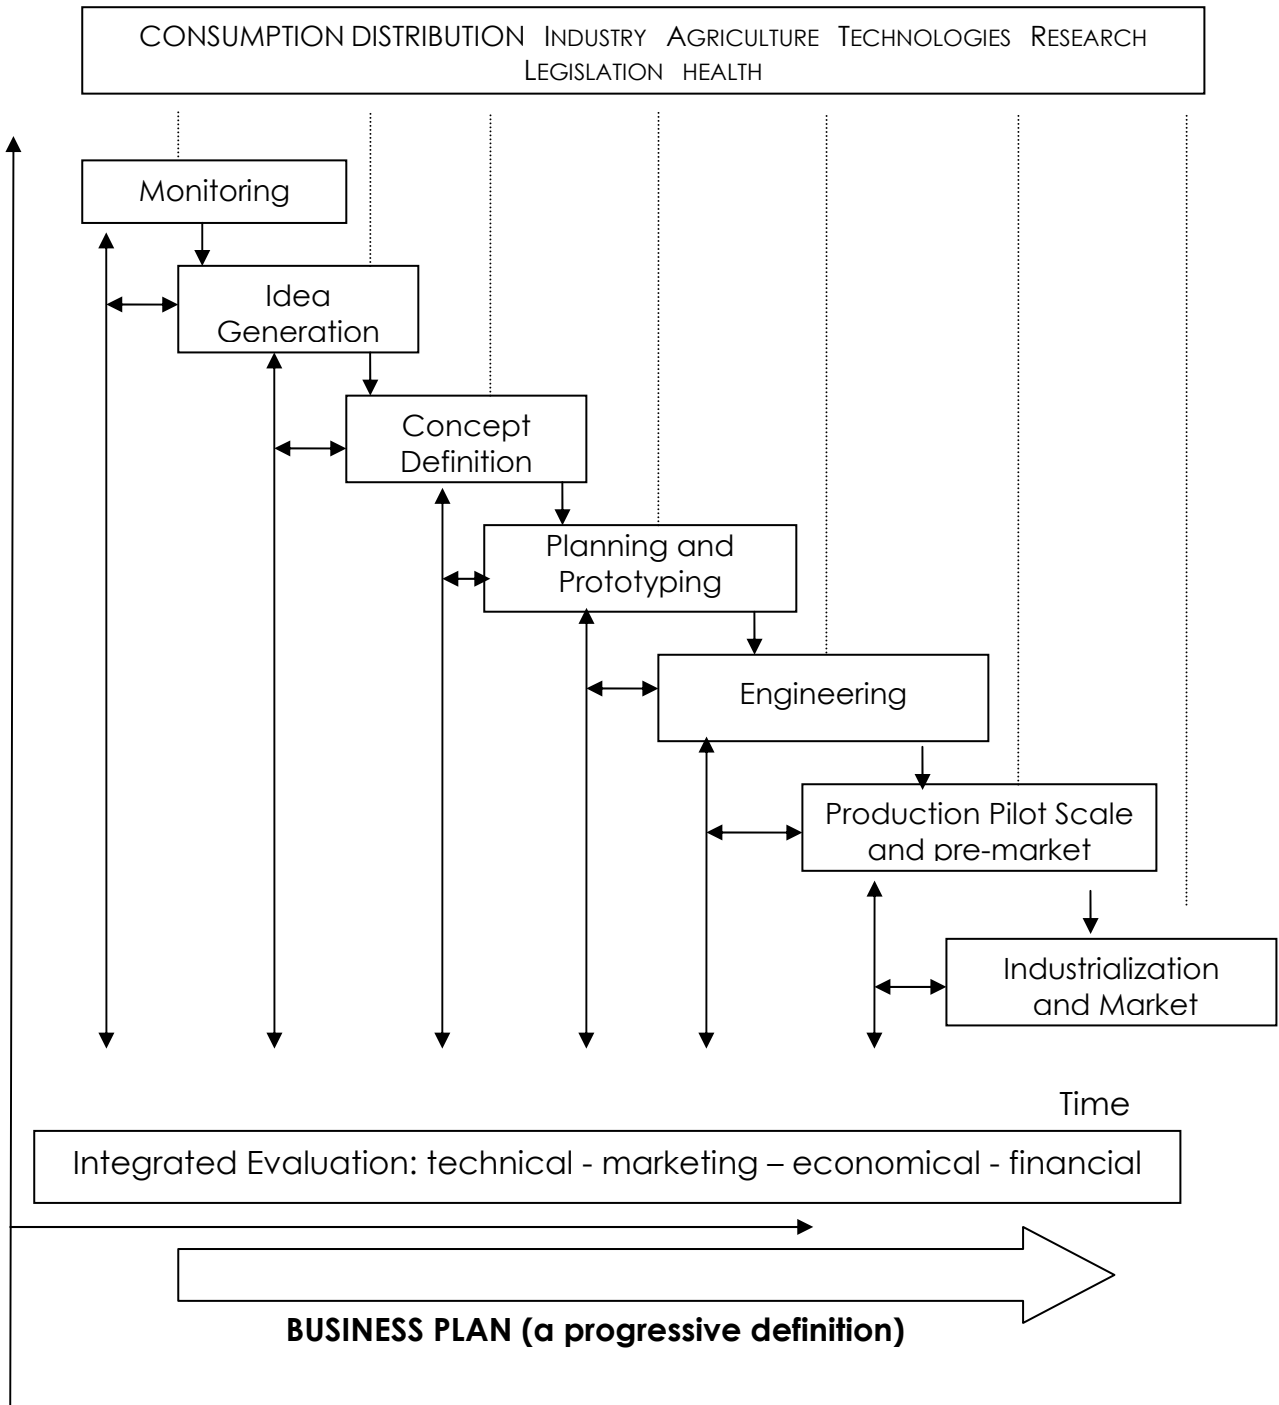 CONSUMPTION DISTRIBUTION INDUSTRY AGRICULTURE TECHNOLOGIES RESEARCH
LEGISLATION HEALTH
Monitoring
Idea
Generation
Concept
Definition
Planning and
Prototyping
Engineering
Production Pilot Scale
and pre-market
Industrialization
and Market
Time
Integrated Evaluation: technical - marketing – economical - financial
BUSINESS PLAN (a progressive definition)